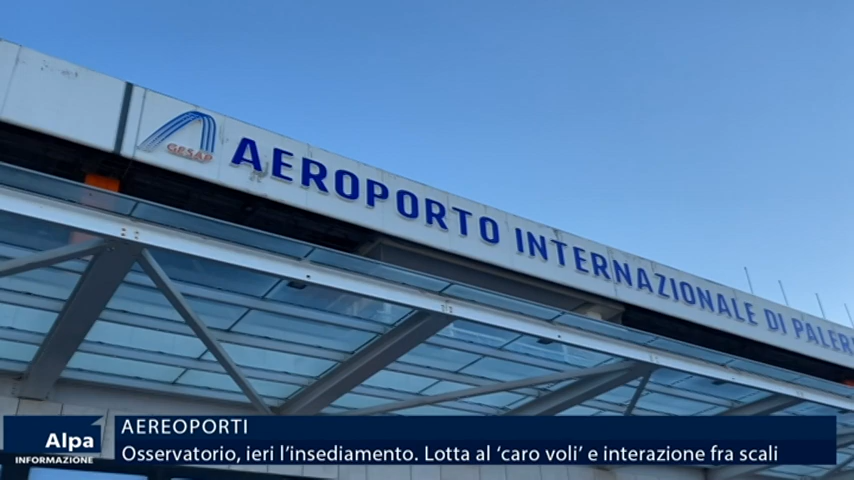 GESAP
AEROPORTO INTERNAZIONALE DI PALER
AEREOPORTI
Osservatorio, ieri l’insediamento. Lotta al ‘caro voli’ e interazione fra scali
Alpa
INFORMAZIONE